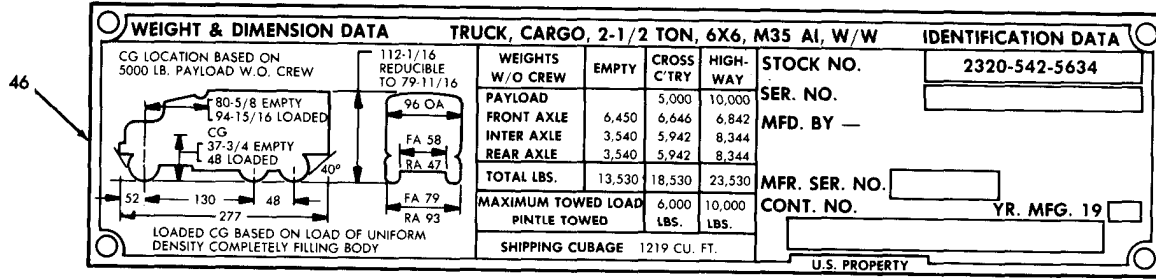 46
WEIGHT & DIMENSION DATA
TRUCK, CARGO, 2-1/2 TON, 6X6, M35 AI, W/W
IDENTIFICATION DATA
CG LOCATION BASED ON
5000 LB. PAYLOAD W.O. CREW
112-1/16
REDUCIBLE
TO 79-11/16
80-5/8 EMPTY
94-15/16 LOADED
CG
37-3/4 EMPTY
48 LOADED
40°
52
130
48
277
96 OA
FA 58
RA 47
FA 79
RA 93
LOADED CG BASED ON LOAD OF UNIFORM
DENSITY COMPLETELY FILLING BODY
WEIGHTS W/O CREW EMPTY CROSS C'TRY HIGH-WAY
PAYLOAD 5,000 10,000
FRONT AXLE 6,450 6,646 6,842
INTER AXLE 3,540 5,942 8,344
REAR AXLE 3,540 5,942 8,344
TOTAL LBS. 13,530 18,530 23,530
MAXIMUM TOWED LOAD 6,000 10,000
PINTLE TOWED LBS. LBS.
SHIPPING CUBAGE 1219 CU. FT.
STOCK NO. 2320-542-5634
SER. NO.
MFD. BY —
MFR. SER. NO.
CONT. NO.
YR. MFG. 19
U.S. PROPERTY